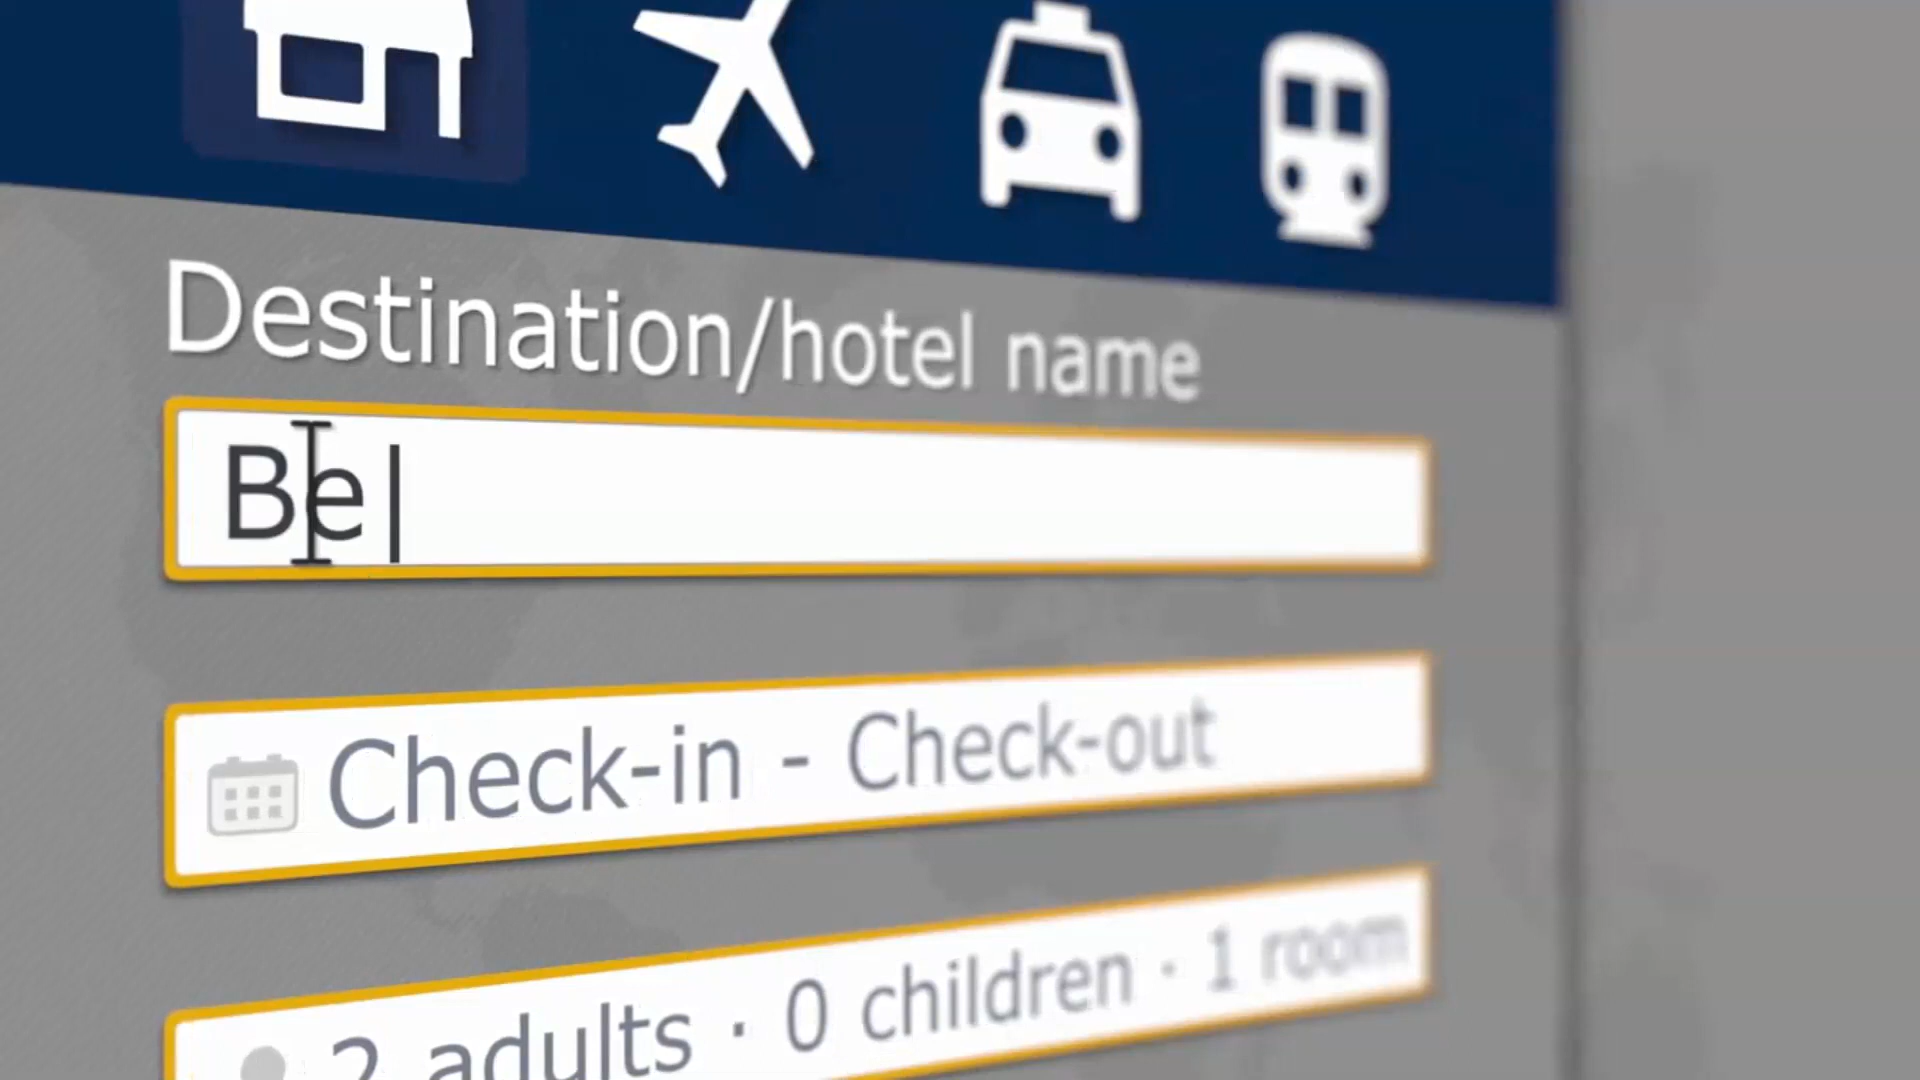 Destination/hotel name
Be
Check-in - Check-out
2 adults · 0 children · 1 room